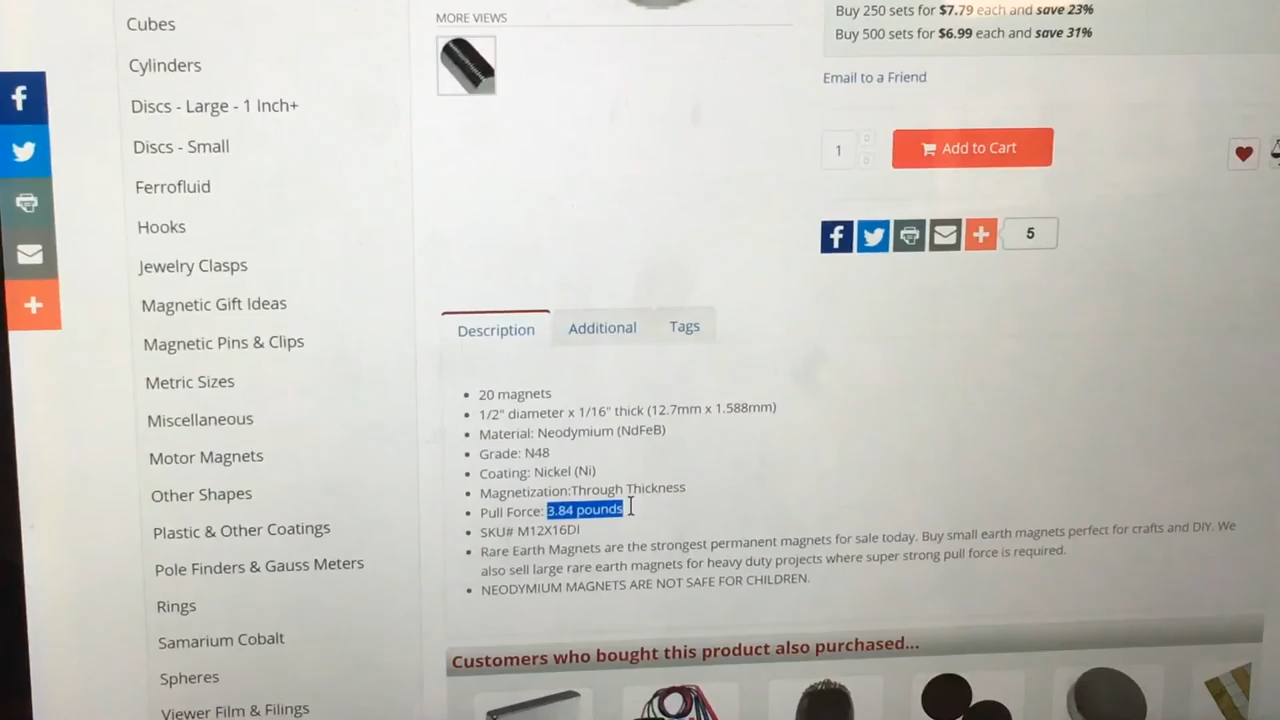 Cubes
Cylinders
Discs - Large - 1 Inch+
Discs - Small
Ferrofluid
Hooks
Jewelry Clasps
Magnetic Gift Ideas
Magnetic Pins & Clips
Metric Sizes
Miscellaneous
Motor Magnets
Other Shapes
Plastic & Other Coatings
Pole Finders & Gauss Meters
Rings
Samarium Cobalt
Spheres
Viewer Film & Filings
MORE VIEWS
Buy 250 sets for $7.79 each and save 23%
Buy 500 sets for $6.99 each and save 31%
Email to a Friend
1
Add to Cart
5
Description
Additional
Tags
20 magnets
1/2" diameter x 1/16" thick (12.7mm x 1.588mm)
Material: Neodymium (NdFeB)
Grade: N48
Coating: Nickel (Ni)
Magnetization:Through Thickness
Pull Force: 3.84 pounds
SKU# M12X16DI
Rare Earth Magnets are the strongest permanent magnets for sale today. Buy small earth magnets perfect for crafts and DIY. We
also sell large rare earth magnets for heavy duty projects where super strong pull force is required.
NEODYMIUM MAGNETS ARE NOT SAFE FOR CHILDREN.
Customers who bought this product also purchased...